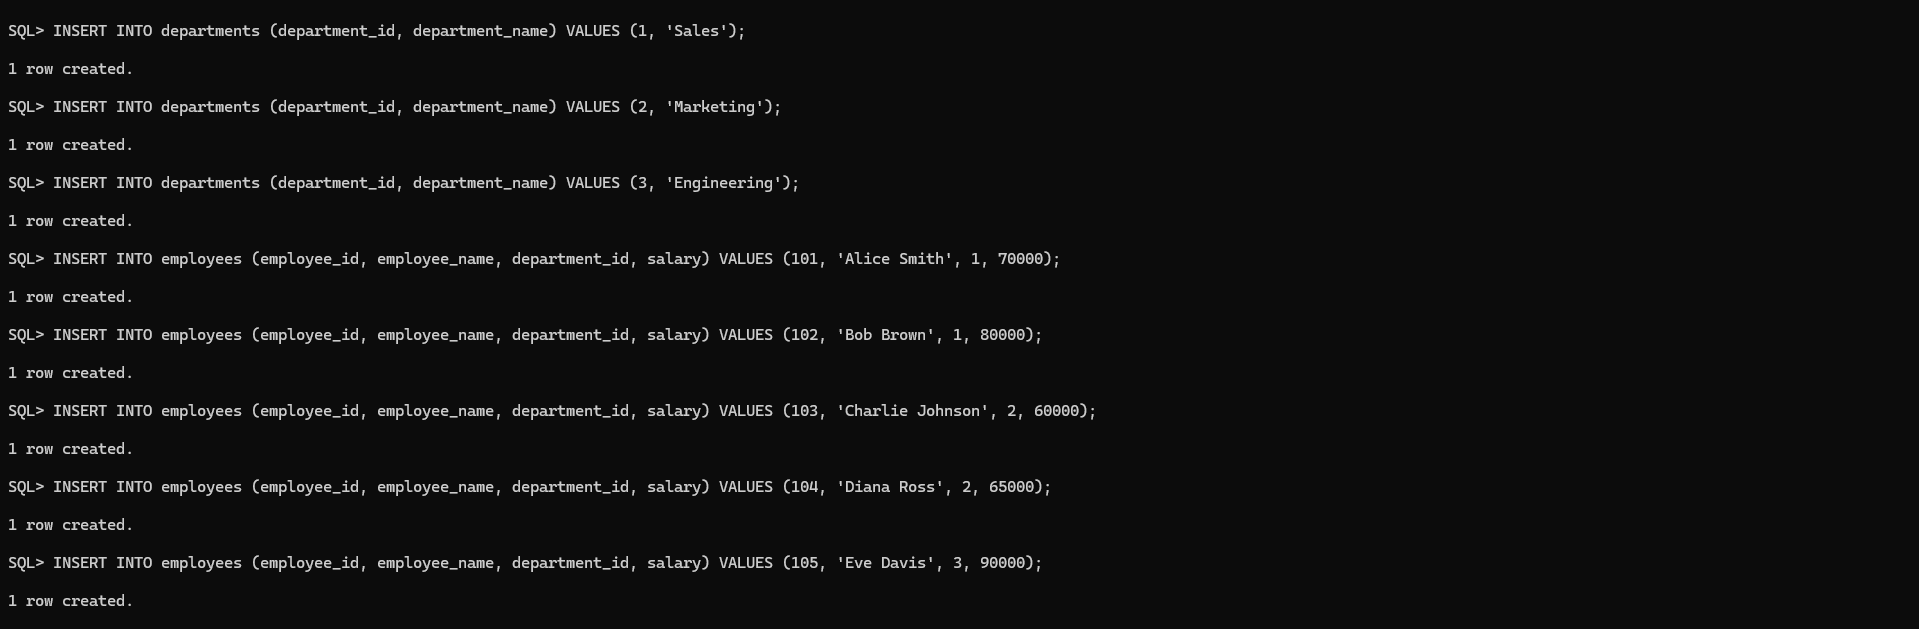 SQL> INSERT INTO departments (department_id, department_name) VALUES (1, 'Sales');
1 row created.
SQL> INSERT INTO departments (department_id, department_name) VALUES (2, 'Marketing');
1 row created.
SQL> INSERT INTO departments (department_id, department_name) VALUES (3, 'Engineering');
1 row created.
SQL> INSERT INTO employees (employee_id, employee_name, department_id, salary) VALUES (101, 'Alice Smith', 1, 70000);
1 row created.
SQL> INSERT INTO employees (employee_id, employee_name, department_id, salary) VALUES (102, 'Bob Brown', 1, 80000);
1 row created.
SQL> INSERT INTO employees (employee_id, employee_name, department_id, salary) VALUES (103, 'Charlie Johnson', 2, 60000);
1 row created.
SQL> INSERT INTO employees (employee_id, employee_name, department_id, salary) VALUES (104, 'Diana Ross', 2, 65000);
1 row created.
SQL> INSERT INTO employees (employee_id, employee_name, department_id, salary) VALUES (105, 'Eve Davis', 3, 90000);
1 row created.